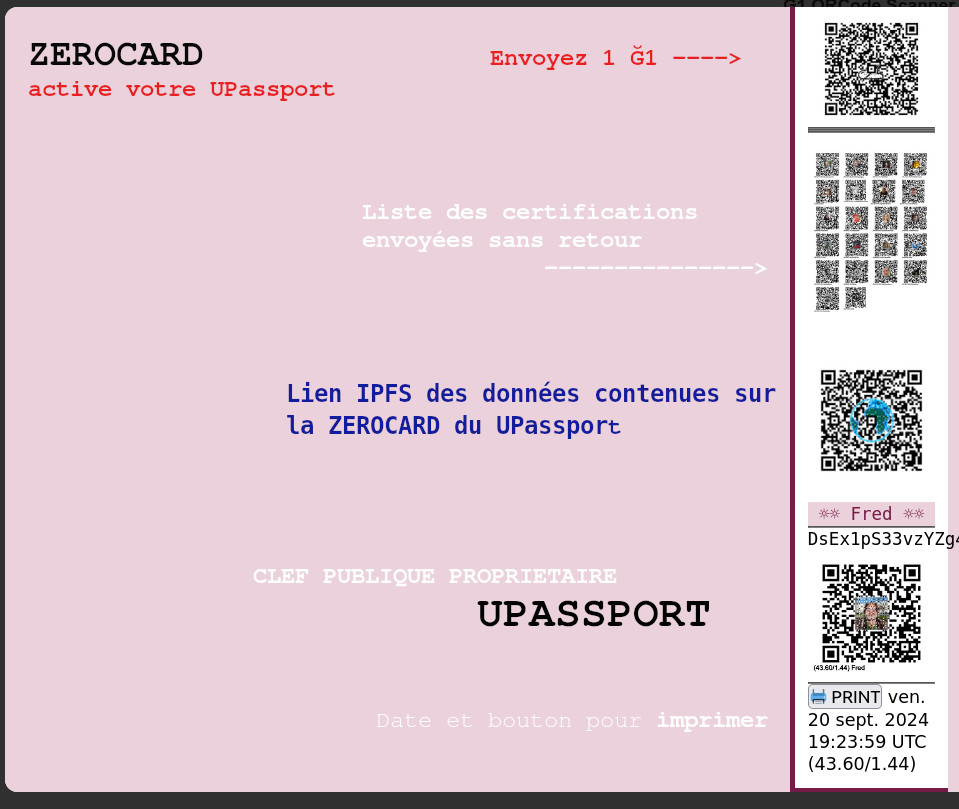 G1 QRCode Scanner
ZEROCARD
active votre UPassport
Envoyez 1 Ğ1 ---->
Liste des certifications
envoyées sans retour
--------------->
Lien IPFS des données contenues sur
la ZEROCARD du UPassport
☼☼ Fred ☼☼
DsEx1pS33vzYZg4
CLEF PUBLIQUE PROPRIETAIRE
UPASSPORT
(43.60/1.44) Fred
Date et bouton pour imprimer
PRINT ven.
20 sept. 2024
19:23:59 UTC
(43.60/1.44)